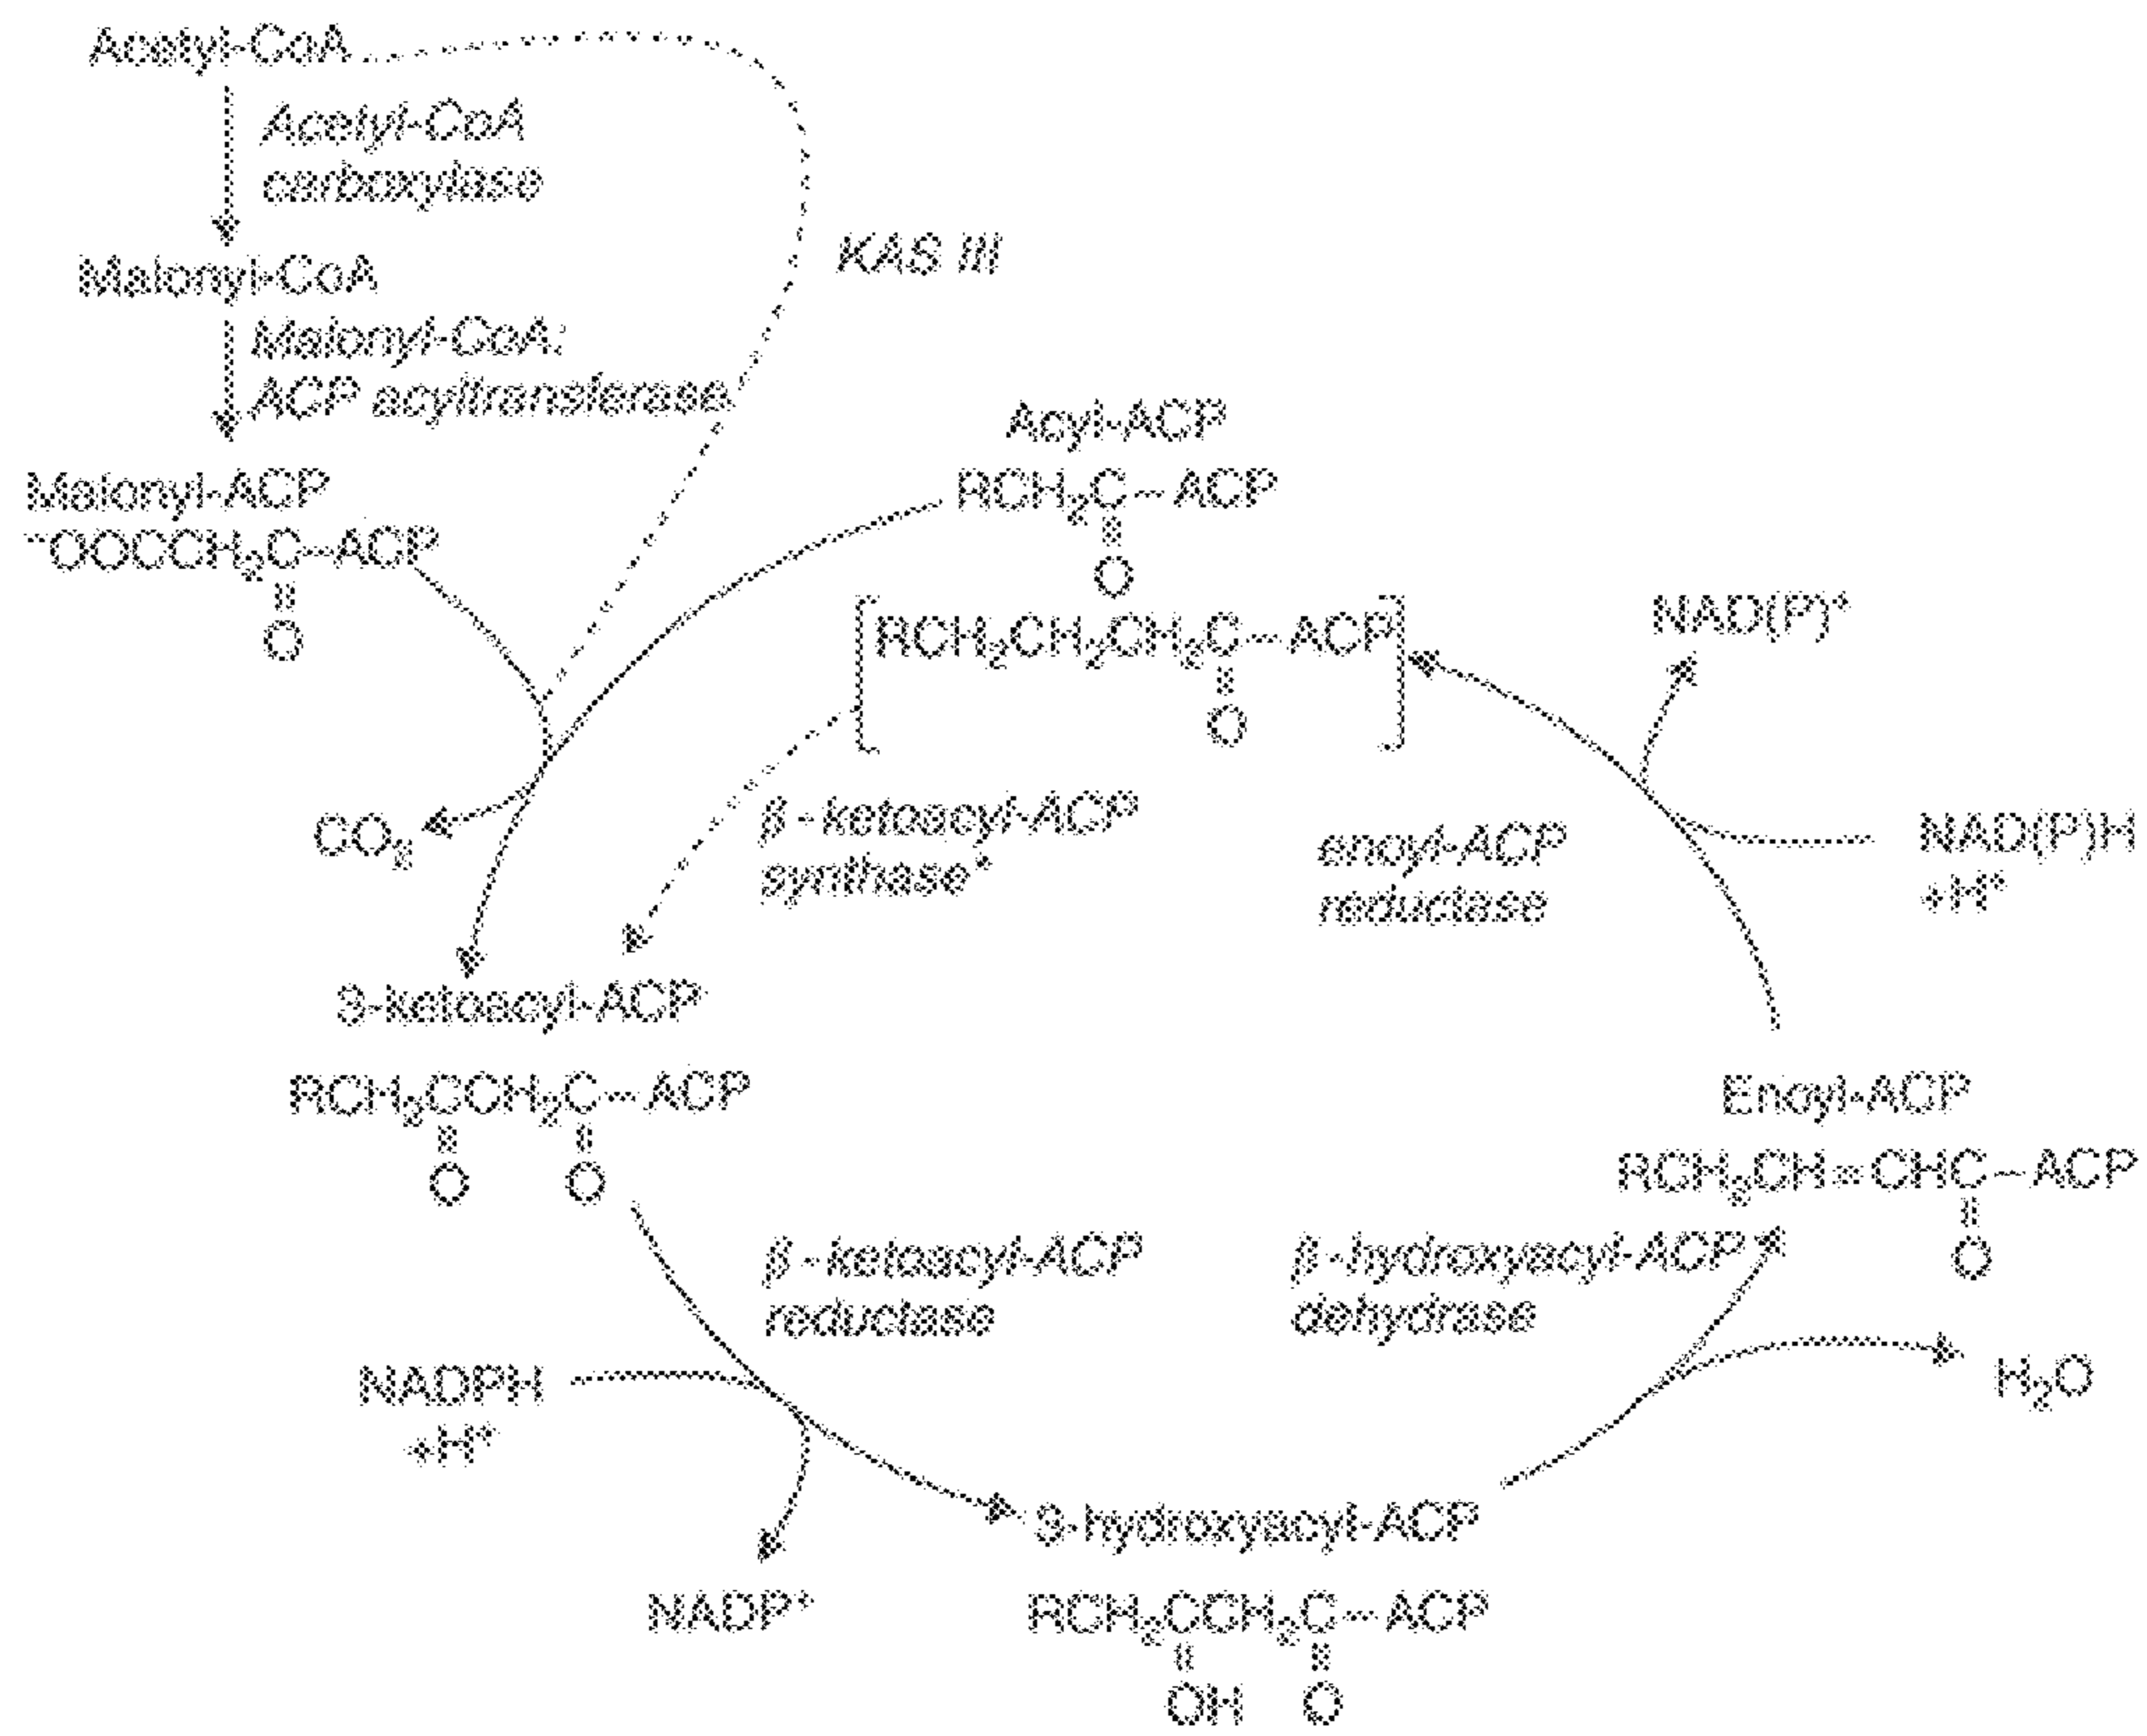 Acetyl-CoA
Acetyl-CoA
carboxylase
KAS III
Malonyl-CoA
Malonyl-CoA:
ACP acyltransferase
Acyl-ACP
RCH₂C–ACP
O
Malonyl-ACP
⁻OOCCH₂C–ACP
O
RCH₂CH₂CH₂C–ACP
O
NAD(P)⁺
CO₂
β-ketoacyl-ACP
synthase*
enoyl-ACP
reductase
NAD(P)H
+H⁺
3-ketoacyl-ACP
RCH₂CCH₂C–ACP
O O
Enoyl-ACP
RCH₂CH=CHC–ACP
O
β-ketoacyl-ACP
reductase
β-hydroxyacyl-ACP
dehydrase
NADPH
+H⁺
H₂O
3-hydroxyacyl-ACP
NADP⁺
RCH₂CCH₂C–ACP
OH O